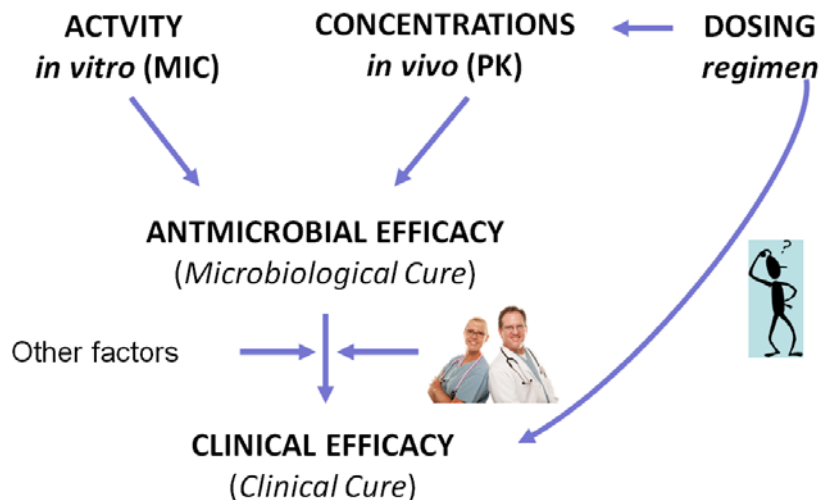 ACTVITY
in vitro (MIC)
CONCENTRATIONS
in vivo (PK)
DOSING
regimen
ANTMICROBIAL EFFICACY
(Microbiological Cure)
?
Other factors
CLINICAL EFFICACY
(Clinical Cure)